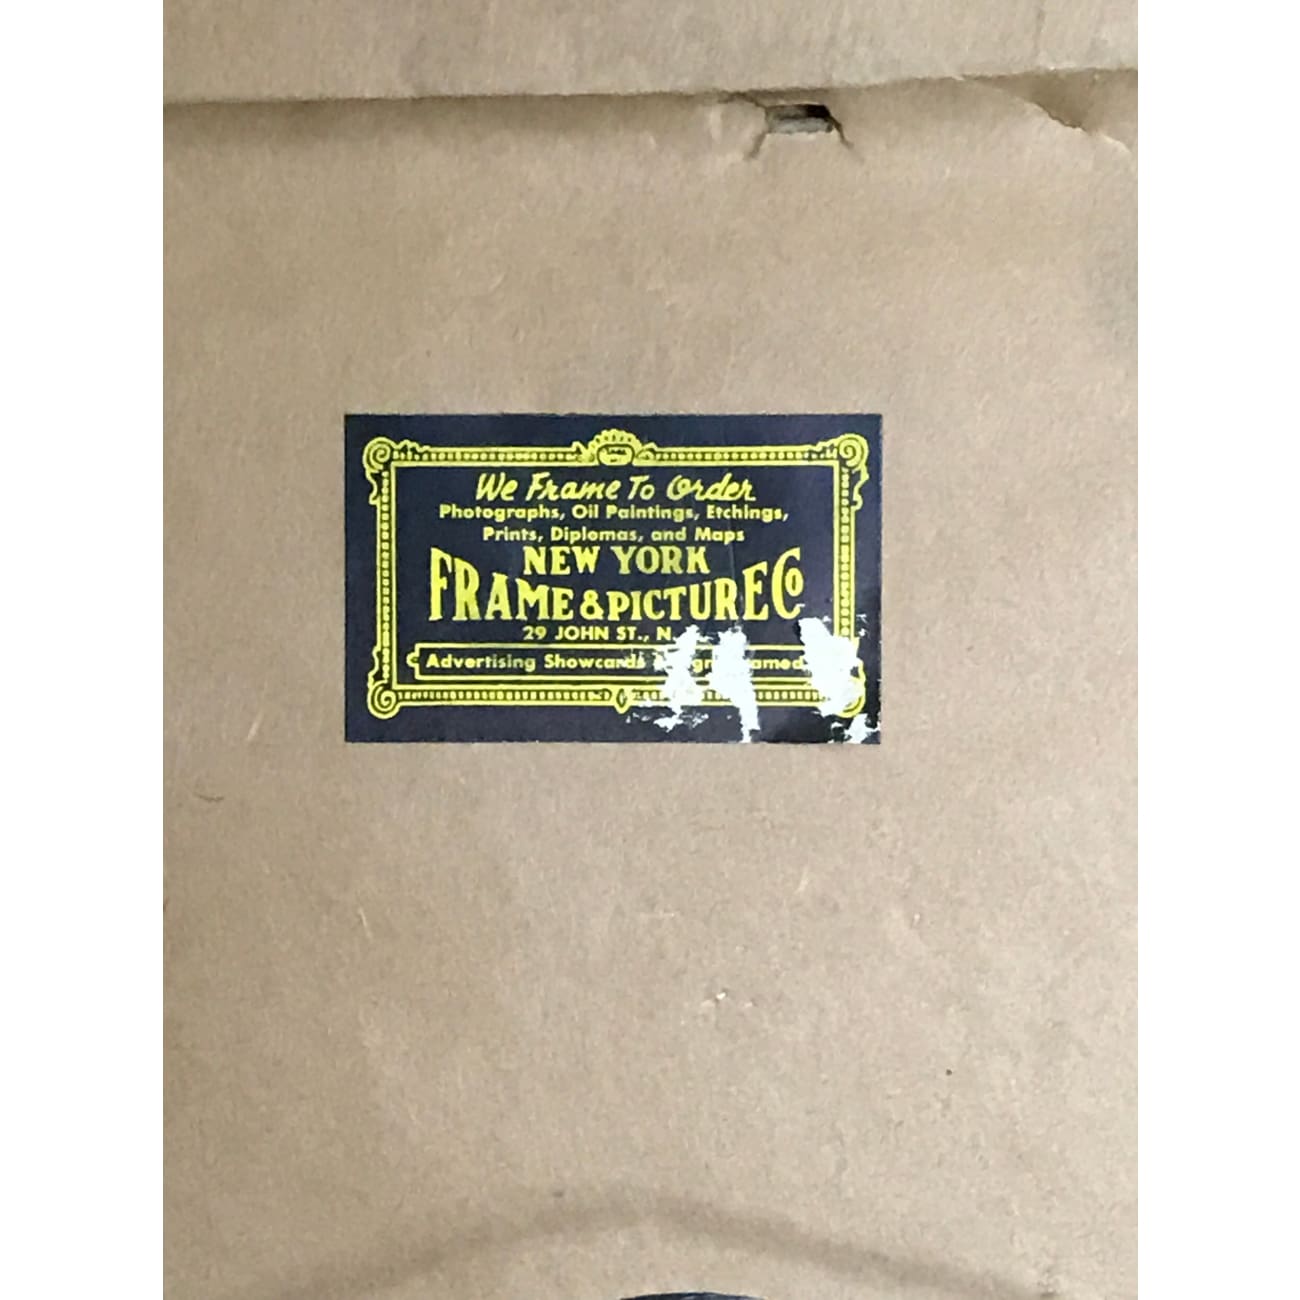 We Frame To Order
Photographs, Oil Paintings, Etchings,
Prints, Diplomas, and Maps
NEW YORK
FRAME & PICTURE Co
29 JOHN ST., N.
Advertising Showcards